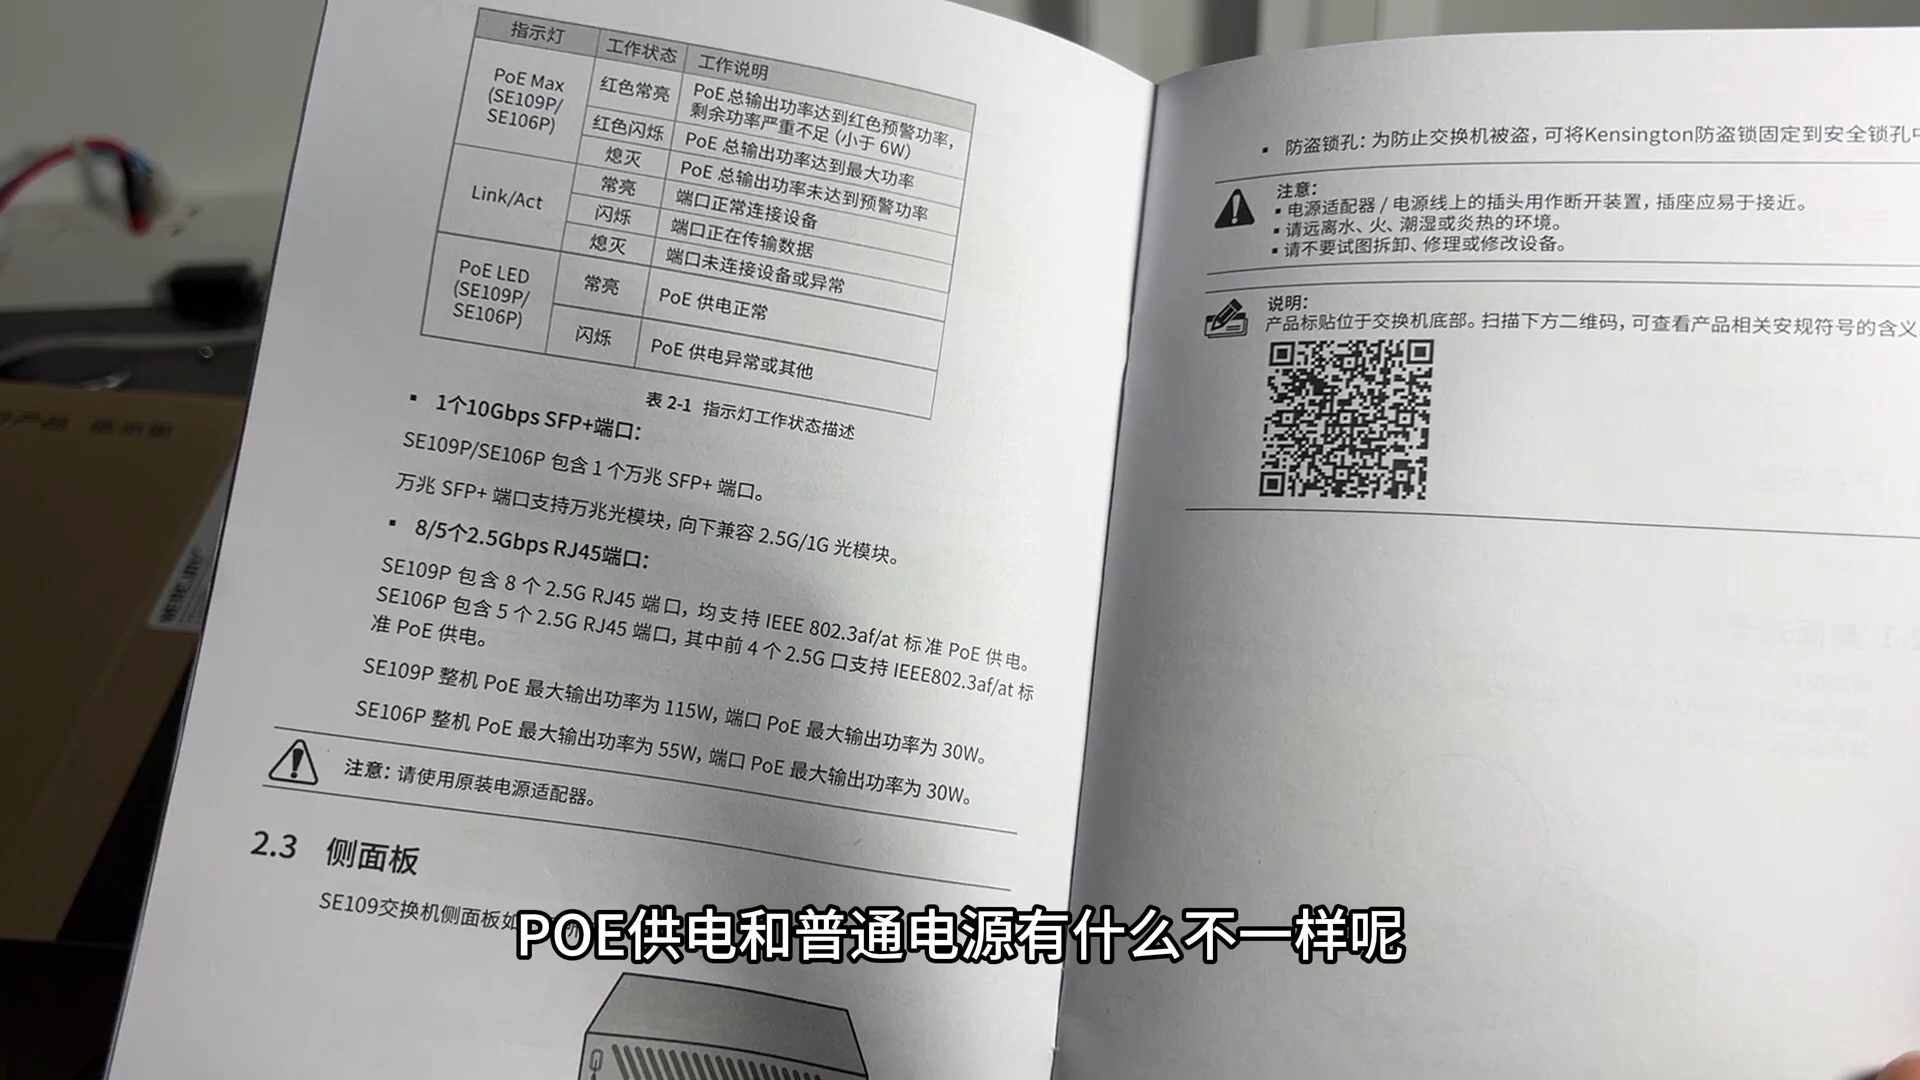 指示灯 工作状态 工作说明
PoE Max (SE109P/ SE106P)
红色常亮 PoE 总输出功率达到红色预警功率，
剩余功率严重不足 (小于 6W)
红色闪烁 PoE 总输出功率达到最大功率
熄灭 PoE 总输出功率未达到预警功率
Link/Act
常亮 端口正常连接设备
闪烁 端口正在传输数据
熄灭 端口未连接设备或异常
PoE LED (SE109P/ SE106P)
常亮 PoE 供电正常
闪烁 PoE 供电异常或其他
表 2-1 指示灯工作状态描述
▪ 1个10Gbps SFP+端口：
SE109P/SE106P 包含 1 个万兆 SFP+ 端口。
万兆 SFP+ 端口支持万兆光模块，向下兼容 2.5G/1G 光模块。
▪ 8/5个2.5Gbps RJ45端口：
SE109P 包含 8 个 2.5G RJ45 端口，均支持 IEEE 802.3af/at 标准 PoE 供电。
SE106P 包含 5 个 2.5G RJ45 端口，其中前 4 个 2.5G 口支持 IEEE802.3af/at 标
准 PoE 供电。
SE109P 整机 PoE 最大输出功率为 115W，端口 PoE 最大输出功率为 30W。
SE106P 整机 PoE 最大输出功率为 55W，端口 PoE 最大输出功率为 30W。
注意：请使用原装电源适配器。
2.3 侧面板
SE109交换机侧面板如
▪ 防盗锁孔：为防止交换机被盗，可将Kensington防盗锁固定到安全锁孔中
注意：
▪ 电源适配器 / 电源线上的插头用作断开装置，插座应易于接近。
▪ 请远离水、火、潮湿或炎热的环境。
▪ 请不要试图拆卸、修理或修改设备。
说明：
产品标贴位于交换机底部。扫描下方二维码，可查看产品相关安规符号的含义
POE供电和普通电源有什么不一样呢